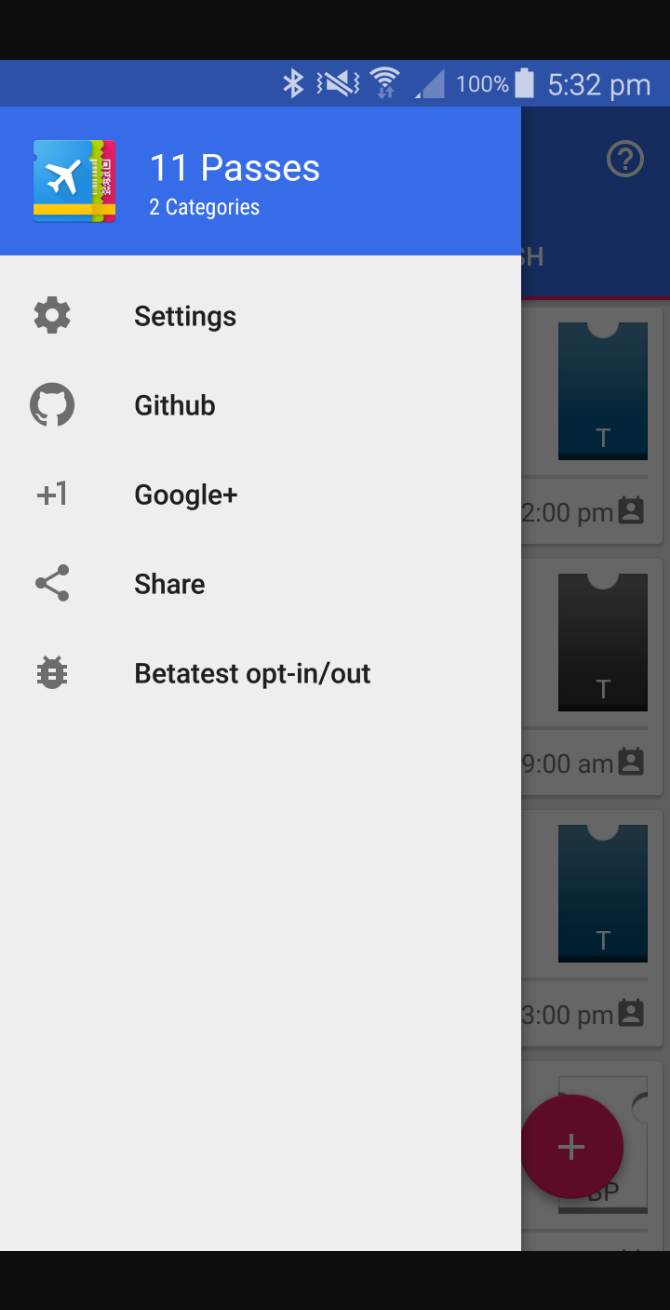 100% 5:32 pm
11 Passes
2 Categories
SH
Settings
T
Github
+1 Google+
2:00 pm
Share
Betatest opt-in/out
T
9:00 am
T
3:00 pm
+
BP